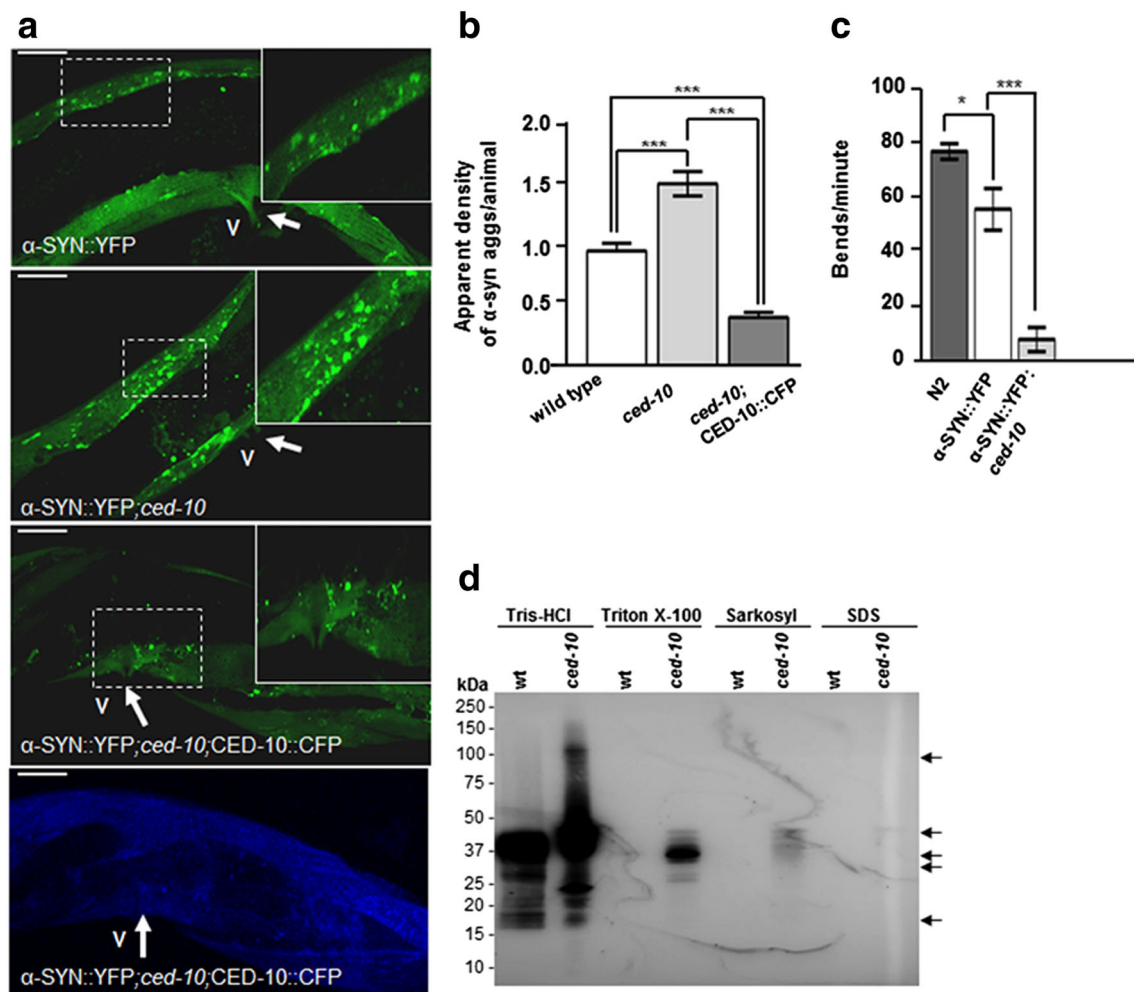 a
α-SYN::YFP
V
α-SYN::YFP;ced-10
V
α-SYN::YFP;ced-10;CED-10::CFP
V
α-SYN::YFP;ced-10;CED-10::CFP
V
b
Apparent density
of α-syn aggs/animal
2.0
1.5
1.0
0.5
0.0
***
***
***
wild type
ced-10
ced-10;
CED-10::CFP
c
Bends/minute
100
80
60
40
20
0
*
***
N2
α-SYN::YFP
α-SYN::YFP:
ced-10
d
Tris-HCl Triton X-100 Sarkosyl SDS
wt ced-10 wt ced-10 wt ced-10 wt ced-10
kDa
250
150
100
75
50
37
25
20
15
10